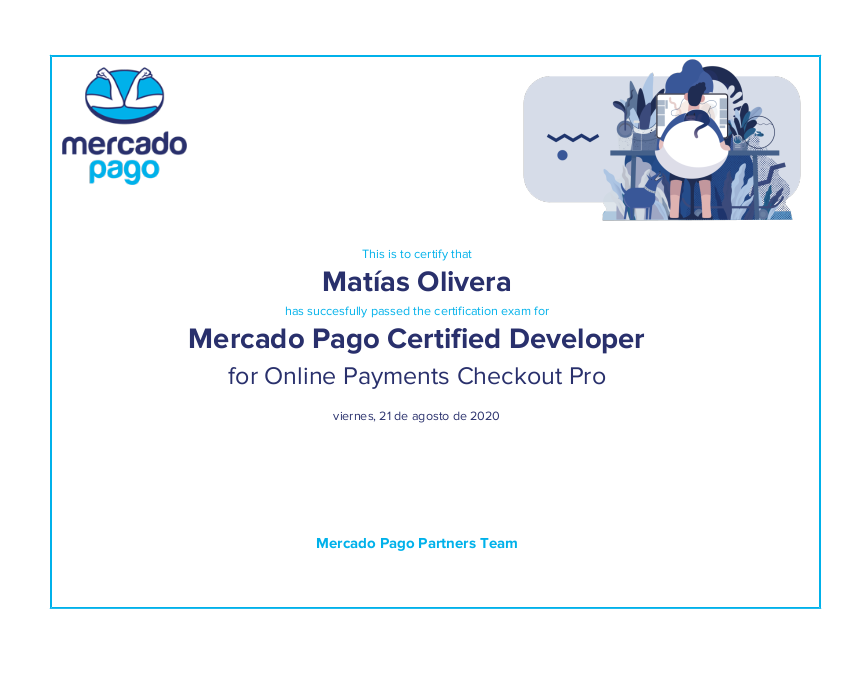 mercado
pago
This is to certify that
Matías Olivera
has succesfully passed the certification exam for
Mercado Pago Certified Developer
for Online Payments Checkout Pro
viernes, 21 de agosto de 2020
Mercado Pago Partners Team